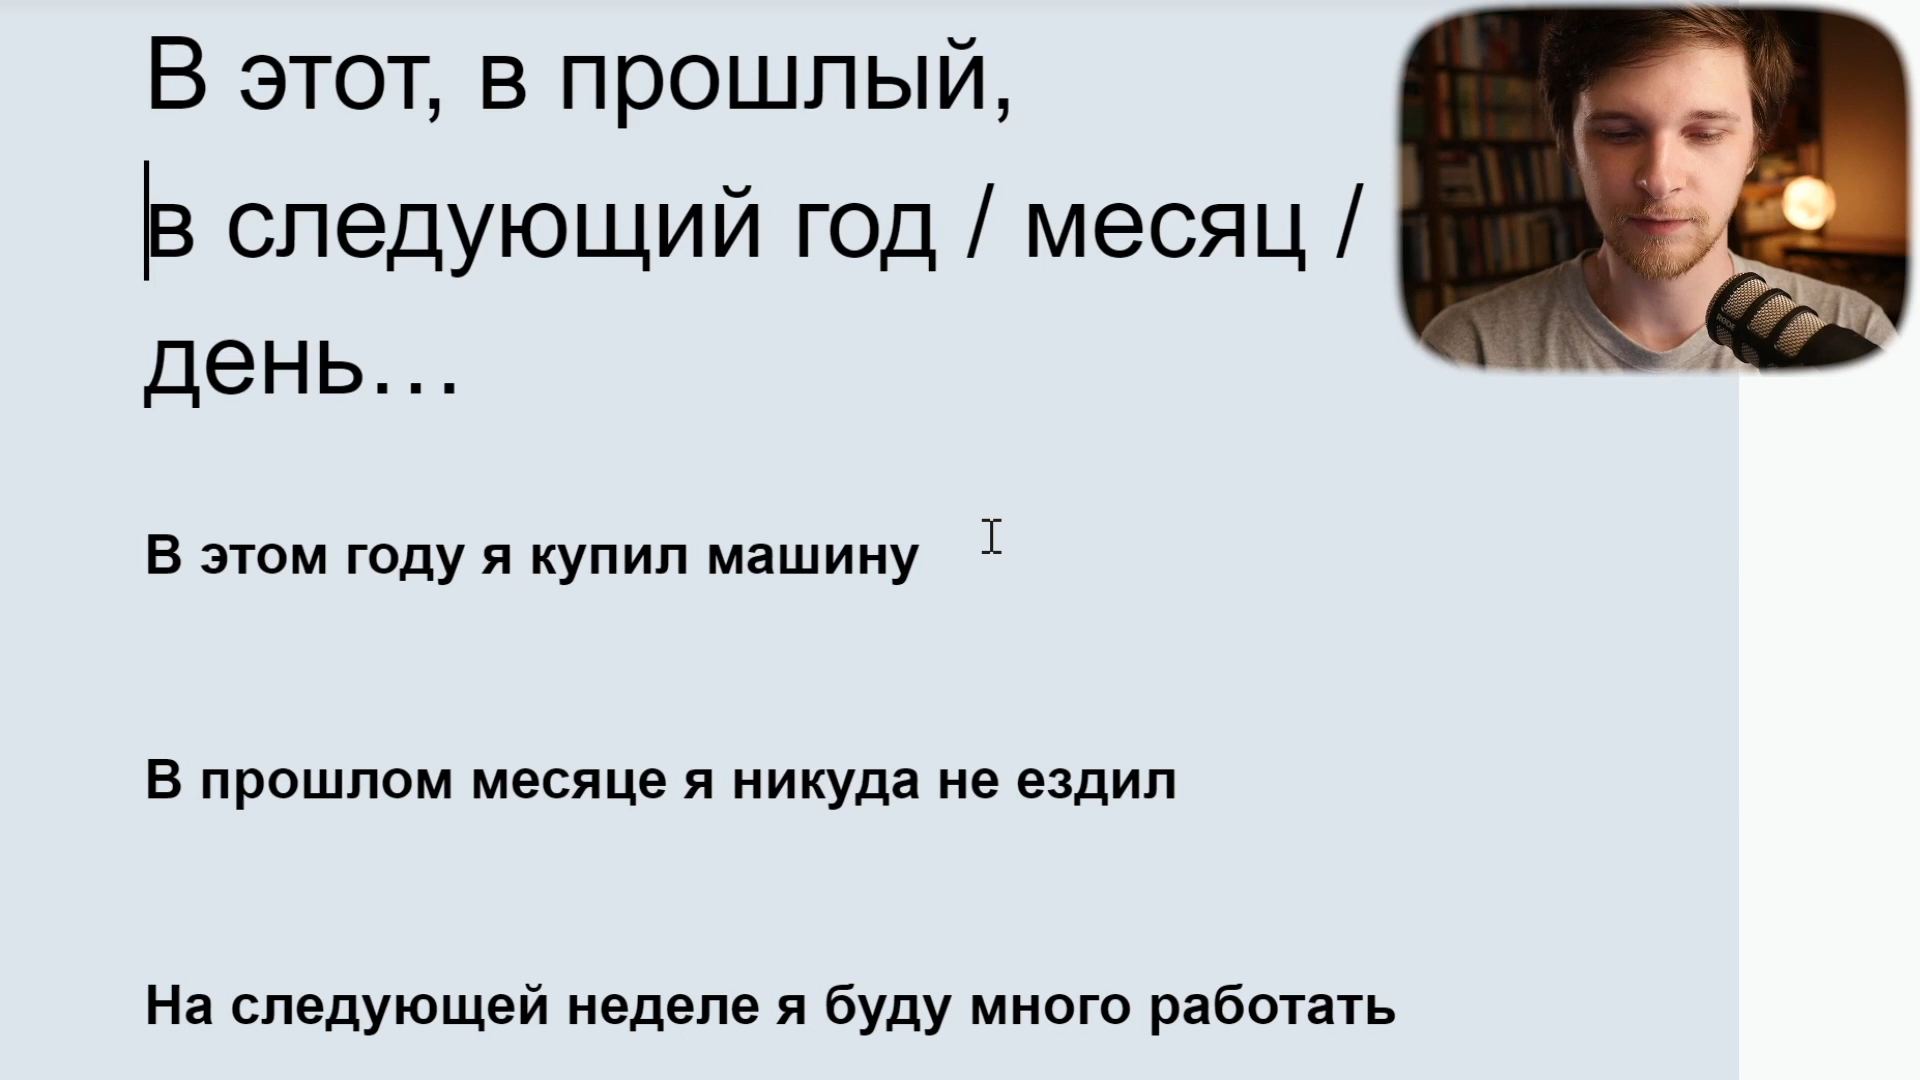 В этот, в прошлый,
в следующий год / месяц /
день…
В этом году я купил машину
В прошлом месяце я никуда не ездил
На следующей неделе я буду много работать